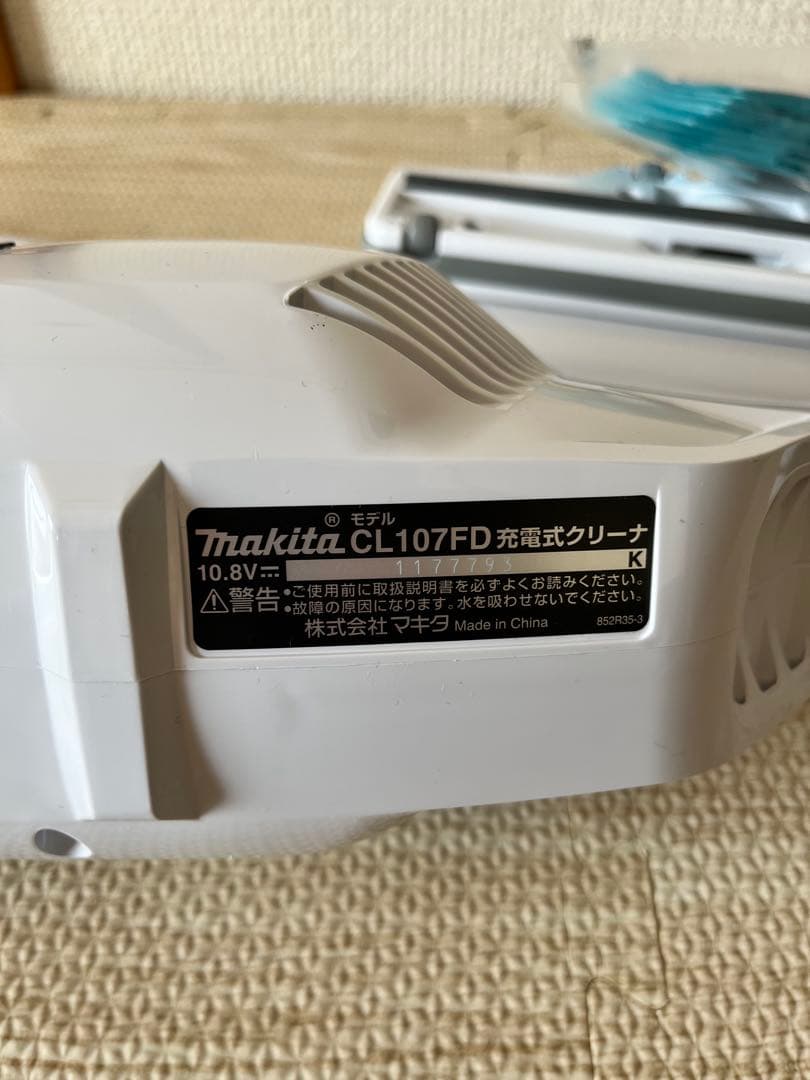 ® モデル
makita CL107FD 充電式クリーナ
10.8V⎓ 1177793 K
⚠警告 •ご使用前に取扱説明書を必ずよくお読みください。
•故障の原因になります。水を吸わせないでください。
株式会社マキタ Made in China 852R35-3